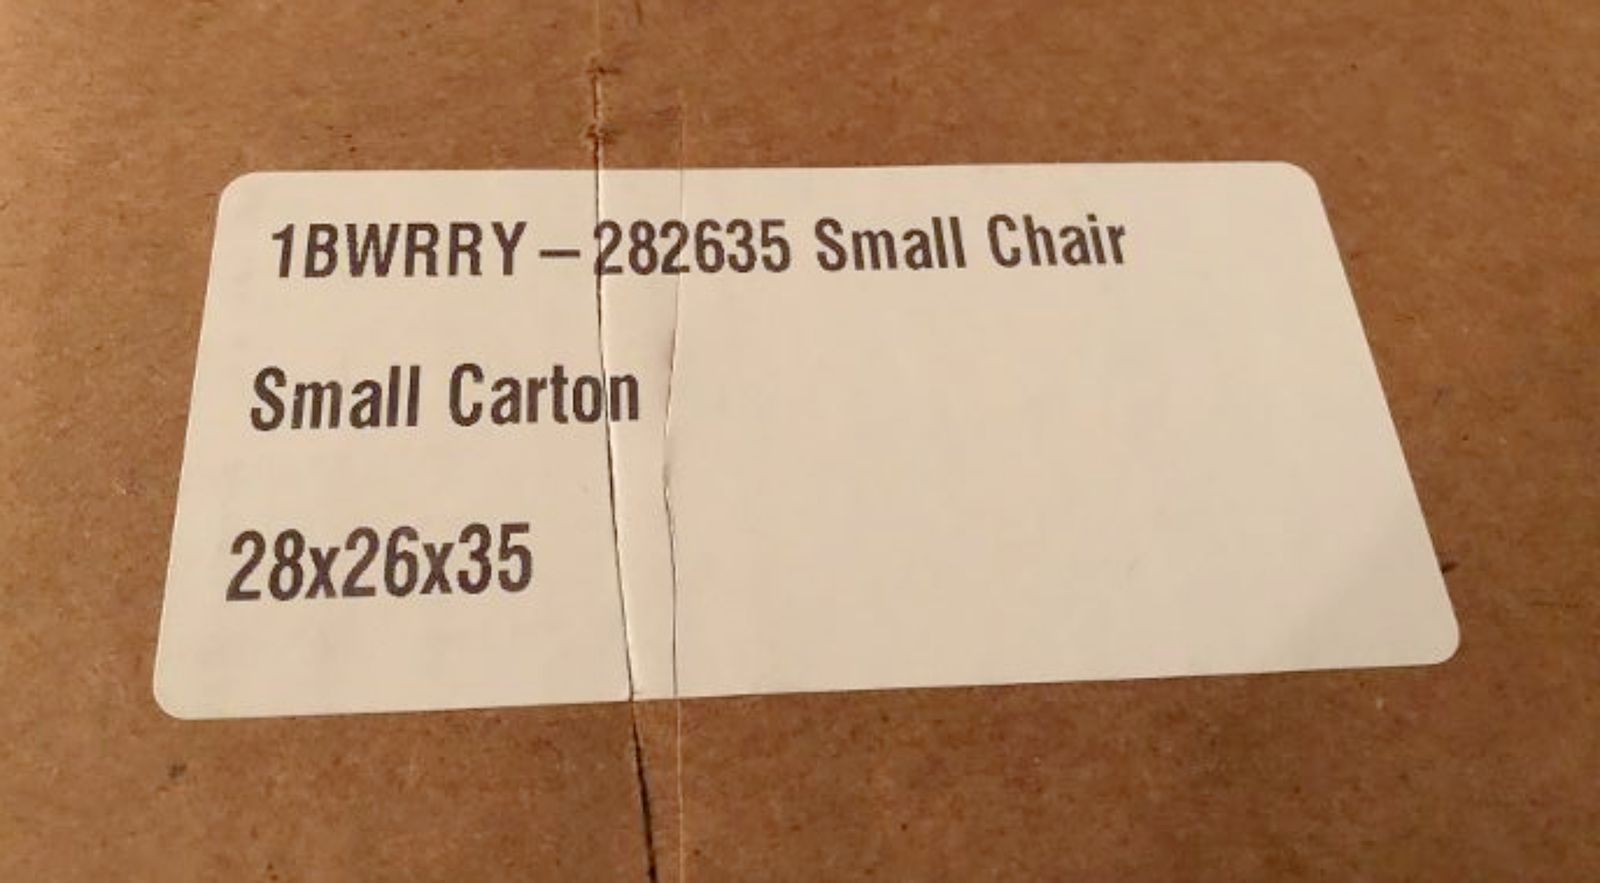 1BWRRY – 282635 Small Chair
Small Carton
28x26x35